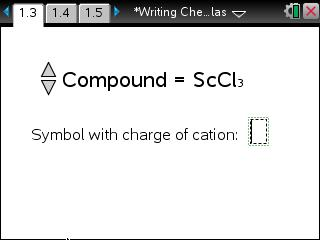 1.3 1.4 1.5 *Writing Che...las
Compound = ScCl₃
Symbol with charge of cation: